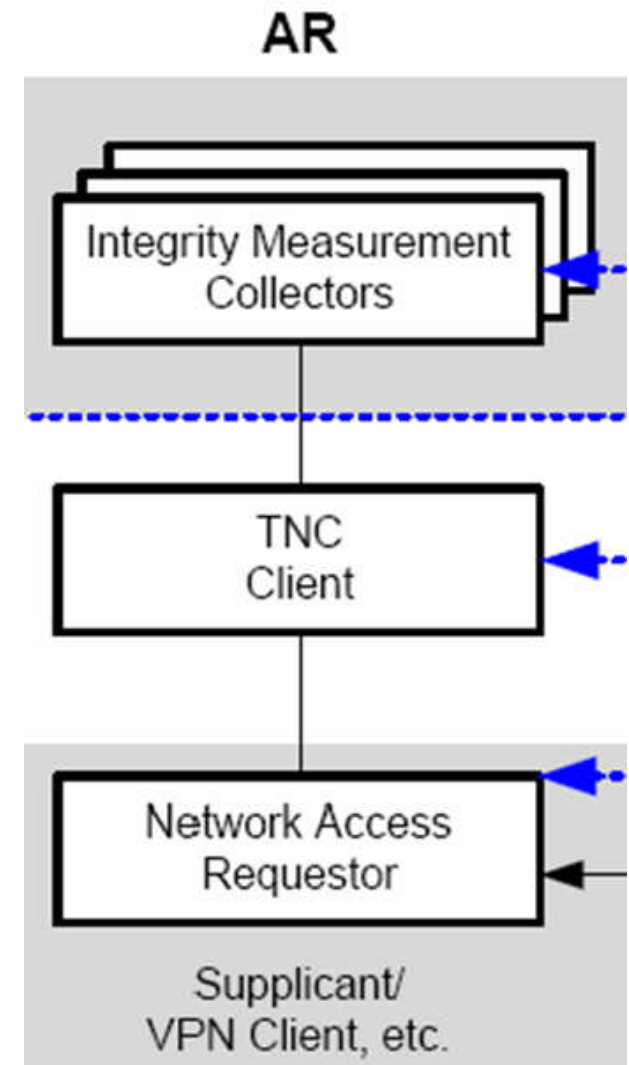 AR
Integrity Measurement
Collectors
TNC
Client
Network Access
Requestor
Supplicant/
VPN Client, etc.